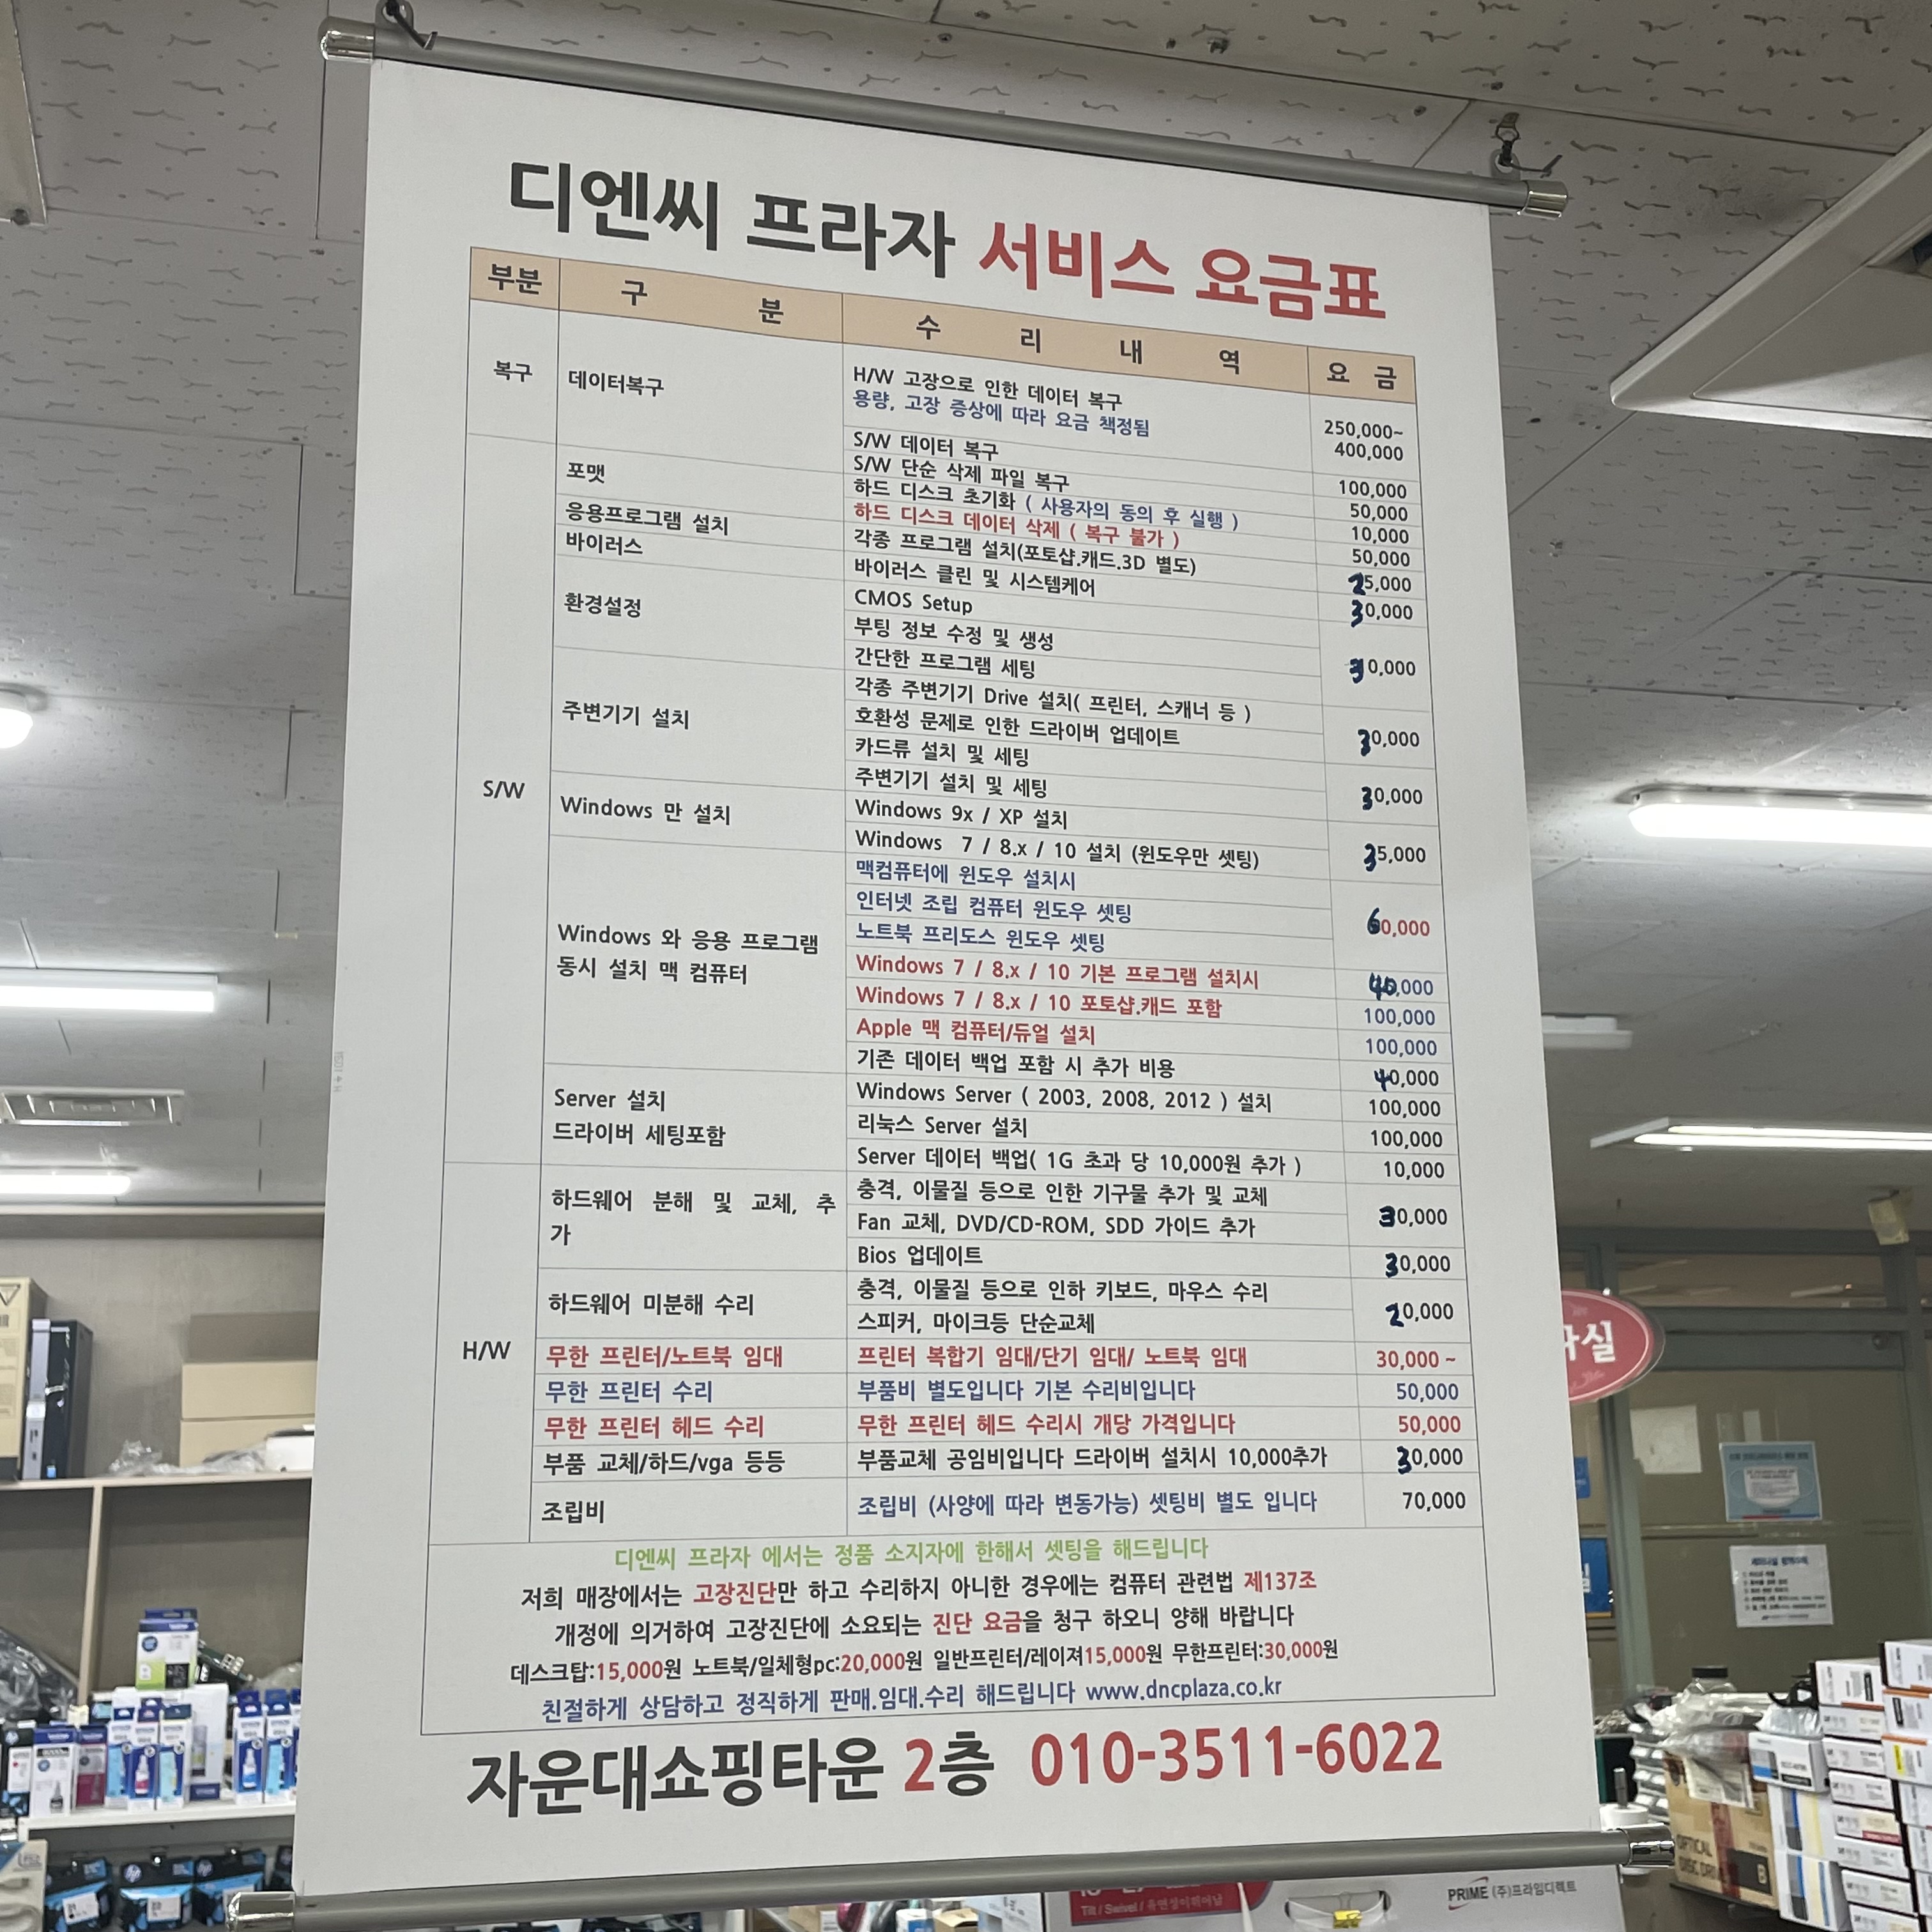 디엔씨 프라자 서비스 요금표
부분 구 분 수 리 내 역 요 금
복구 데이터복구 H/W 고장으로 인한 데이터 복구
용량, 고장 증상에 따라 요금 책정됨
250,000~
400,000
S/W 데이터 복구 100,000
S/W 단순 삭제 파일 복구 50,000
S/W
포맷 하드 디스크 초기화 ( 사용자의 동의 후 실행 ) 10,000
하드 디스크 데이터 삭제 ( 복구 불가 ) 50,000
응용프로그램 설치 각종 프로그램 설치(포토샵.캐드.3D 별도) 25,000
바이러스 바이러스 클린 및 시스템케어 30,000
환경설정 CMOS Setup
부팅 정보 수정 및 생성 30,000
간단한 프로그램 세팅
주변기기 설치 각종 주변기기 Drive 설치( 프린터, 스캐너 등 )
호환성 문제로 인한 드라이버 업데이트 30,000
카드류 설치 및 세팅
주변기기 설치 및 세팅 30,000
Windows 만 설치 Windows 9x / XP 설치
Windows 7 / 8.x / 10 설치 (윈도우만 셋팅) 35,000
Windows 와 응용 프로그램
동시 설치 맥 컴퓨터
맥컴퓨터에 윈도우 설치시
인터넷 조립 컴퓨터 윈도우 셋팅 60,000
노트북 프리도스 윈도우 셋팅
Windows 7 / 8.x / 10 기본 프로그램 설치시 40,000
Windows 7 / 8.x / 10 포토샵.캐드 포함 100,000
Apple 맥 컴퓨터/듀얼 설치 100,000
기존 데이터 백업 포함 시 추가 비용 40,000
Server 설치
드라이버 세팅포함
Windows Server ( 2003, 2008, 2012 ) 설치 100,000
리눅스 Server 설치 100,000
Server 데이터 백업( 1G 초과 당 10,000원 추가 ) 10,000
H/W
하드웨어 분해 및 교체, 추
가
충격, 이물질 등으로 인한 기구물 추가 및 교체
Fan 교체, DVD/CD-ROM, SDD 가이드 추가 30,000
Bios 업데이트 30,000
하드웨어 미분해 수리 충격, 이물질 등으로 인하 키보드, 마우스 수리
스피커, 마이크등 단순교체 20,000
무한 프린터/노트북 임대 프린터 복합기 임대/단기 임대/ 노트북 임대 30,000 ~
무한 프린터 수리 부품비 별도입니다 기본 수리비입니다 50,000
무한 프린터 헤드 수리 무한 프린터 헤드 수리시 개당 가격입니다 50,000
부품 교체/하드/vga 등등 부품교체 공임비입니다 드라이버 설치시 10,000추가 30,000
조립비 조립비 (사양에 따라 변동가능) 셋팅비 별도 입니다 70,000
디엔씨 프라자 에서는 정품 소지자에 한해서 셋팅을 해드립니다
저희 매장에서는 고장진단만 하고 수리하지 아니한 경우에는 컴퓨터 관련법 제137조
개정에 의거하여 고장진단에 소요되는 진단 요금을 청구 하오니 양해 바랍니다
데스크탑:15,000원 노트북/일체형pc:20,000원 일반프린터/레이져15,000원 무한프린터:30,000원
친절하게 상담하고 정직하게 판매.임대.수리 해드립니다 www.dncplaza.co.kr
자운대쇼핑타운 2층 010-3511-6022
Tilt / Swivel /
PRIME (주)프라임디렉트
OPTICAL